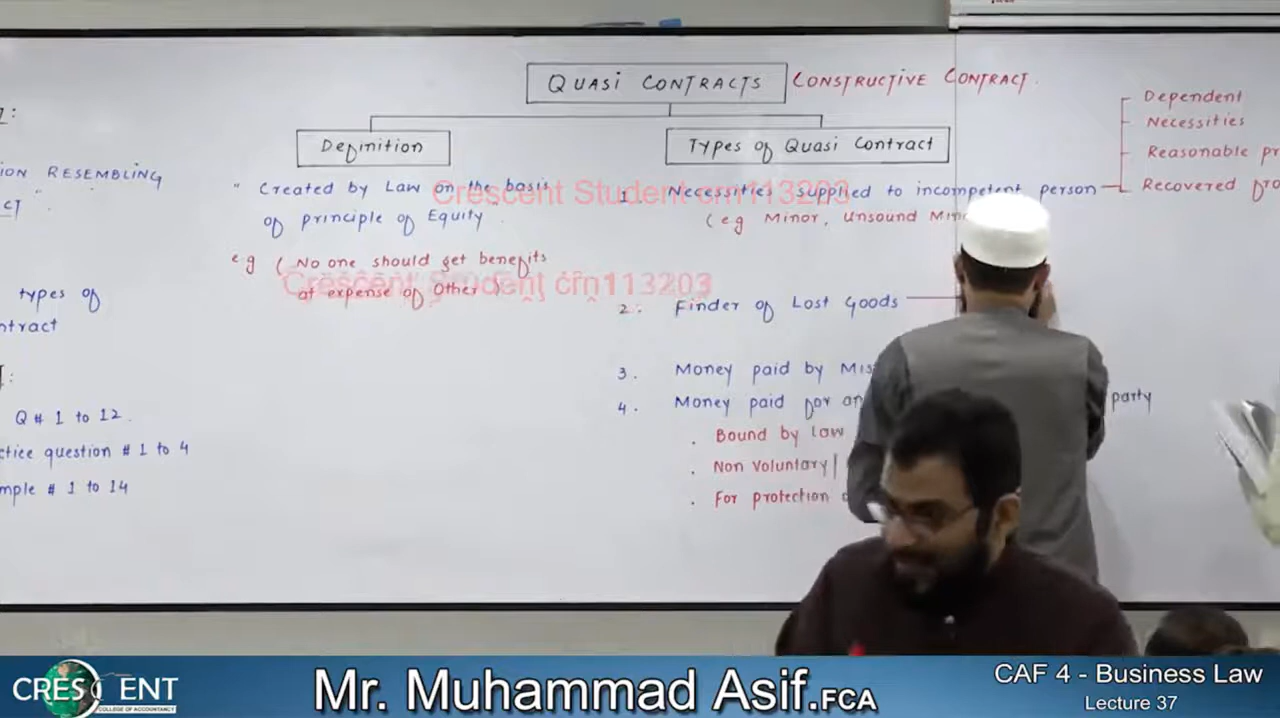 QUASI CONTRACTS
CONSTRUCTIVE CONTRACT.
Definition
Types of Quasi Contract
RESEMBLING
types of
Q # 1 to 12.
question # 1 to 4
# 1 to 14
" Created by Law on the basis
of principle of Equity
eg ( No one should get benefits
at expense of Other )
1. Necessities supplied to incompetent person
(eg Minor, Unsound
Dependent
Necessities
Reasonable
Recovered
2: Finder of Lost Goods
3. Money paid by
4. Money paid for
party
. Bound by law
. Non Voluntary
. For protection
Crescent Student crn113203
Crescent Student crn113203
CRESCENT
COLLEGE OF ACCOUNTANCY
Mr. Muhammad Asif.FCA
CAF 4 - Business Law
Lecture 37